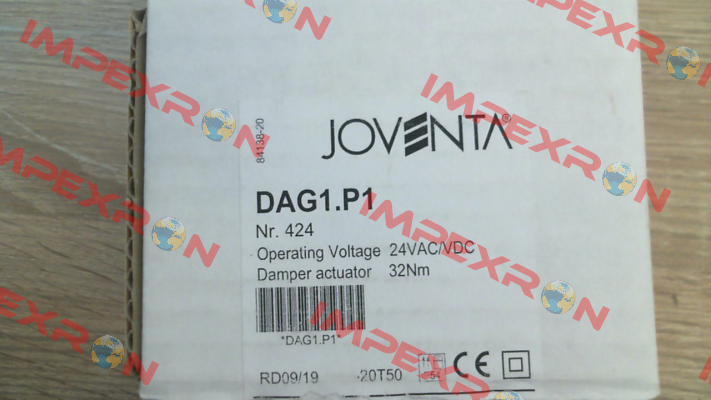 84138-20
JOVENTA®
DAG1.P1
Nr. 424
Operating Voltage 24VAC/VDC
Damper actuator 32Nm
*DAG1.P1*
RD09/19 -20T50 54 CE
IMPEXRON
IMPEXRON
IMPEXRON
IMPEXRON
IMPEXRON
IMPEXRON
IMPEXRON
IMPEXRON